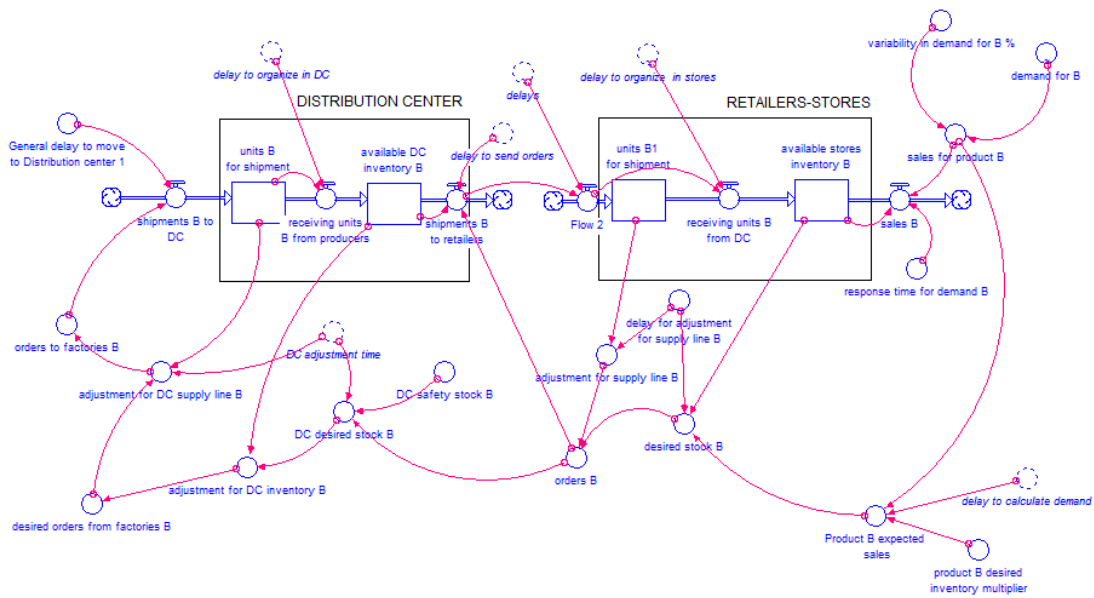 variability in demand for B %
delay to organize in DC
delay to organize  in stores
demand for B
delays
DISTRIBUTION CENTER
RETAILERS-STORES
General delay to move
to Distribution center 1
units B
for shipment
available DC
inventory B
delay to send orders
units B1
for shipment
available stores
inventory B
sales for product B
shipments B to
DC
receiving units
B from producers
shipments B
to retailers
Flow 2
receiving units B
from DC
sales B
response time for demand B
orders to factories B
DC adjustment time
delay for adjustment
for supply line B
adjustment for DC supply line B
DC safety stock B
adjustment for supply line B
DC desired stock B
desired stock B
adjustment for DC inventory B
orders B
desired orders from factories B
delay to calculate demand
Product B expected
sales
product B desired
inventory multiplier